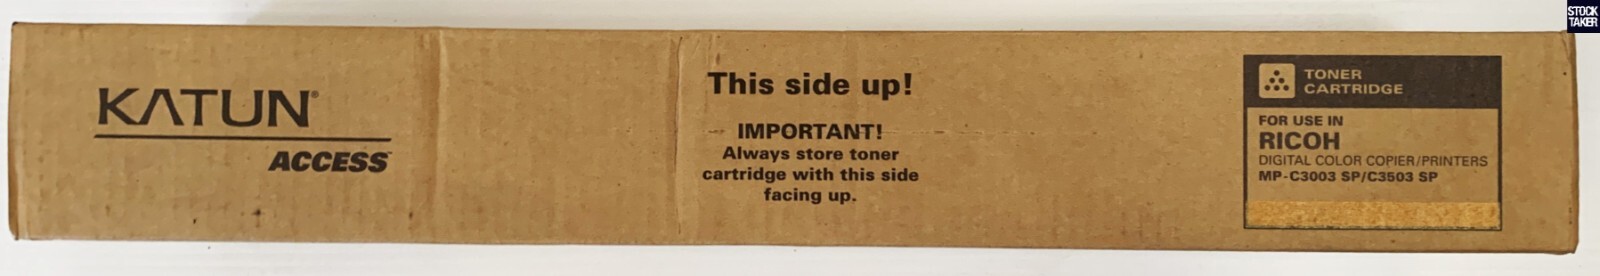 STOCK
TAKER
KATUN®
ACCESS™
This side up!
IMPORTANT!
Always store toner
cartridge with this side
facing up.
TONER
CARTRIDGE
FOR USE IN
RICOH
DIGITAL COLOR COPIER/PRINTERS
MP-C3003 SP/C3503 SP